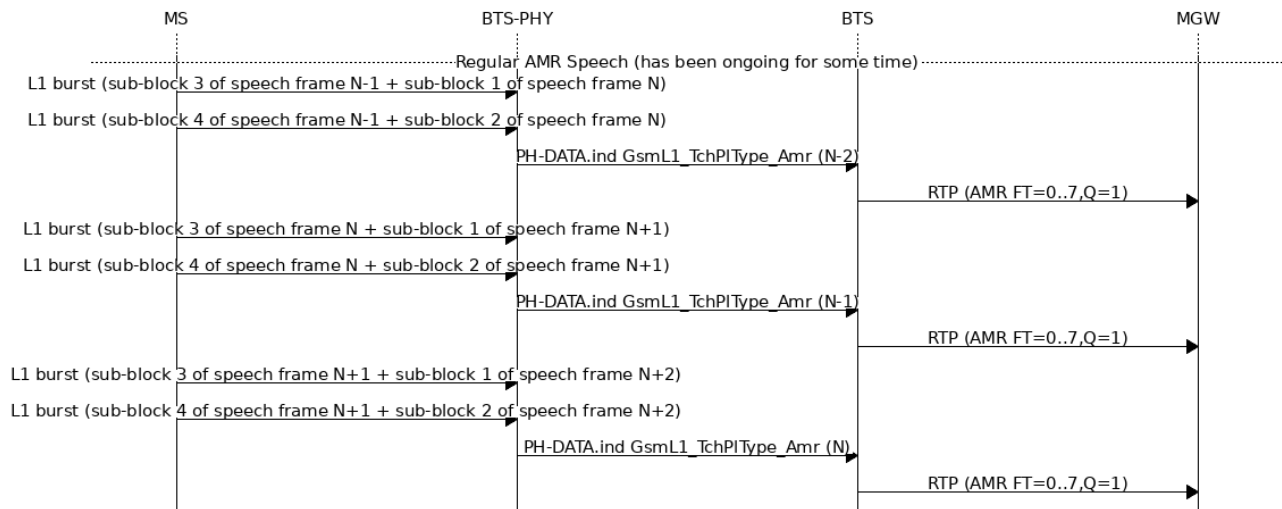 MS BTS-PHY BTS MGW
Regular AMR Speech (has been ongoing for some time)
L1 burst (sub-block 3 of speech frame N-1 + sub-block 1 of speech frame N)
L1 burst (sub-block 4 of speech frame N-1 + sub-block 2 of speech frame N)
PH-DATA.ind GsmL1_TchPlType_Amr (N-2)
RTP (AMR FT=0..7,Q=1)
L1 burst (sub-block 3 of speech frame N + sub-block 1 of speech frame N+1)
L1 burst (sub-block 4 of speech frame N + sub-block 2 of speech frame N+1)
PH-DATA.ind GsmL1_TchPlType_Amr (N-1)
RTP (AMR FT=0..7,Q=1)
L1 burst (sub-block 3 of speech frame N+1 + sub-block 1 of speech frame N+2)
L1 burst (sub-block 4 of speech frame N+1 + sub-block 2 of speech frame N+2)
PH-DATA.ind GsmL1_TchPlType_Amr (N)
RTP (AMR FT=0..7,Q=1)